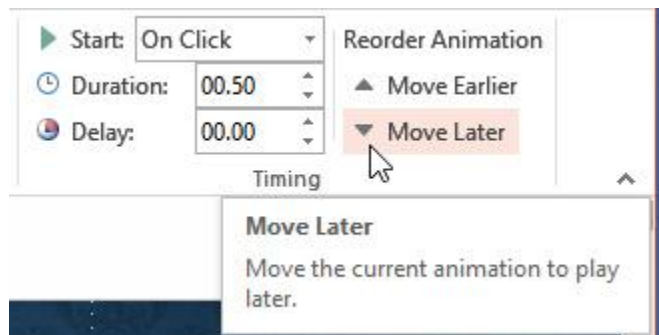 Start: On Click
Reorder Animation
Duration: 00.50
Move Earlier
Delay: 00.00
Move Later
Timing
Move Later
Move the current animation to play
later.